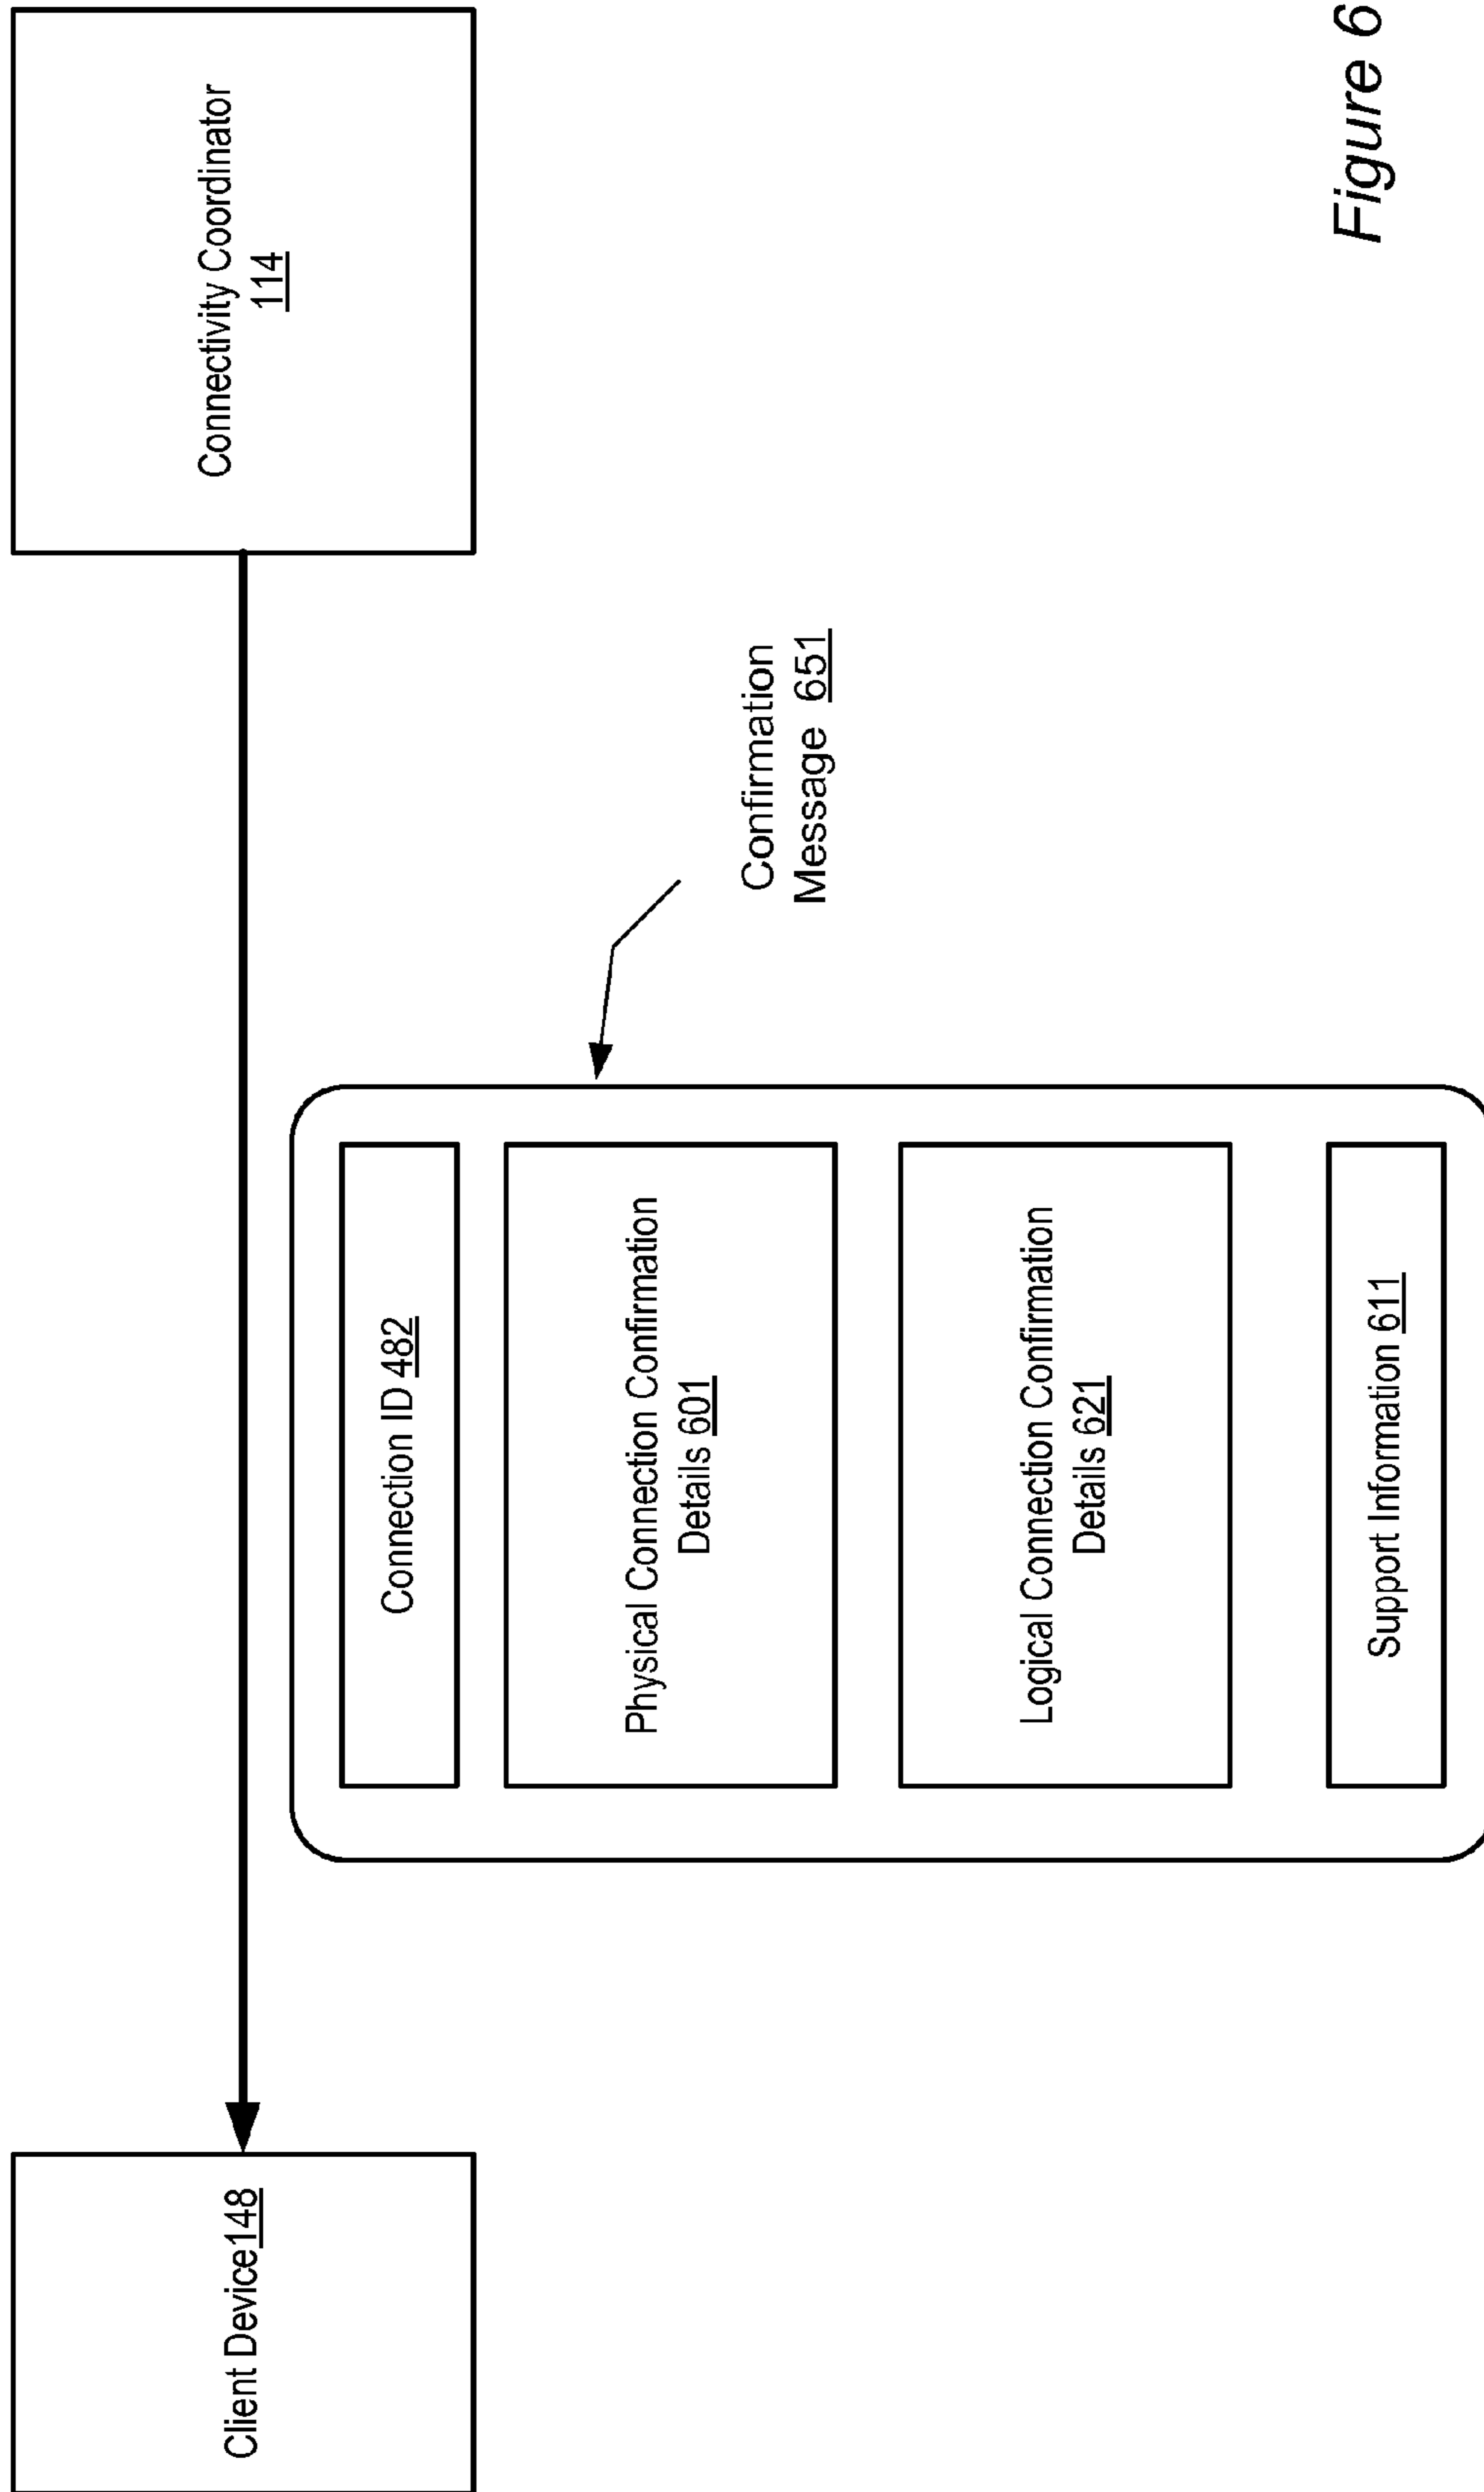 Client Device148
Connectivity Coordinator
114
Connection ID 482
Physical Connection Confirmation
Details 601
Logical Connection Confirmation
Details 621
Support Information 611
Confirmation
Message 651
Figure 6